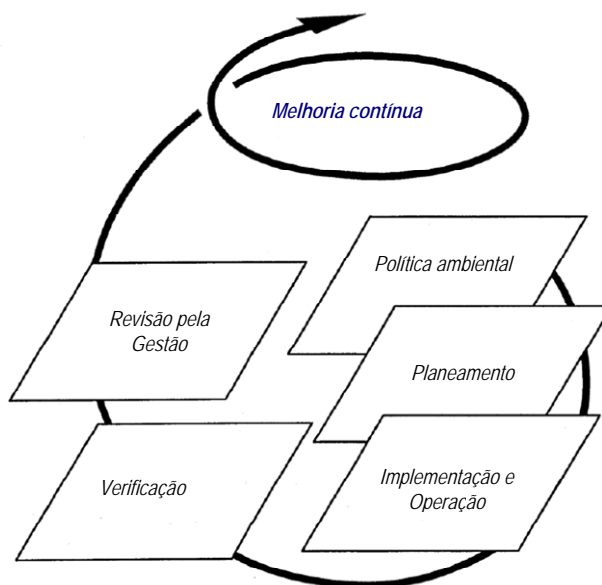 Melhoria contínua
Política ambiental
Planeamento
Implementação e
Operação
Verificação
Revisão pela
Gestão